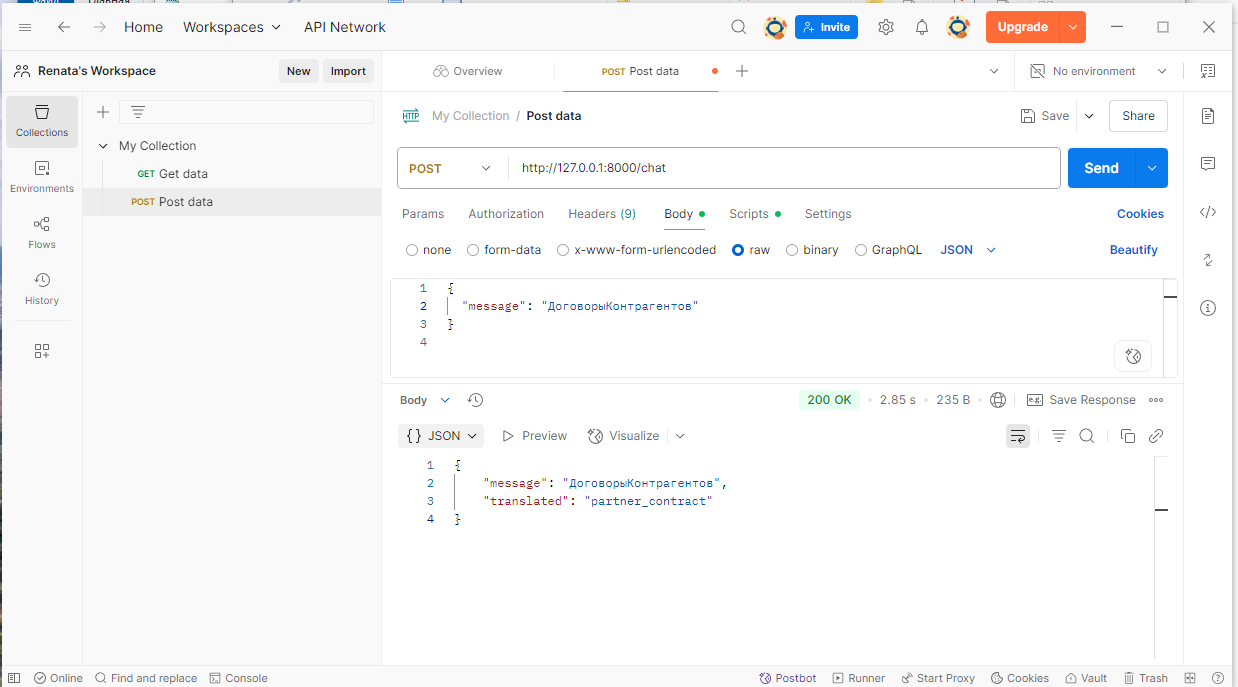 Home Workspaces API Network Invite Upgrade
Renata's Workspace New Import Overview POST Post data No environment
Collections
Environments
Flows
History
My Collection
GET Get data
POST Post data
HTTP My Collection / Post data Save Share
POST http://127.0.0.1:8000/chat Send
Params Authorization Headers (9) Body Scripts Settings Cookies
none form-data x-www-form-urlencoded raw binary GraphQL JSON Beautify
1 {
2 "message": "ДоговорыКонтрагентов"
3 }
4
Body 200 OK 2.85 s 235 B e.g. Save Response
{} JSON Preview Visualize
1 {
2 "message": "ДоговорыКонтрагентов",
3 "translated": "partner_contract"
4 }
Online Find and replace Console Postbot Runner Start Proxy Cookies Vault Trash